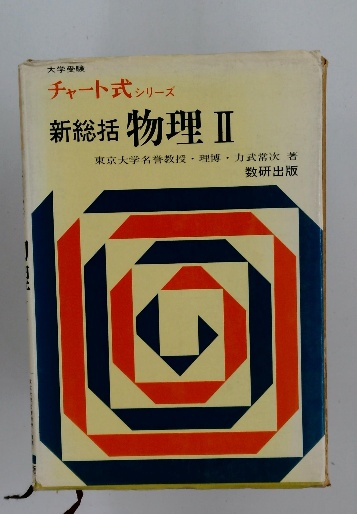 大学受験
チャート式シリーズ
新総括 物理 II
東京大学名誉教授・理博・力武常次 著
数研出版